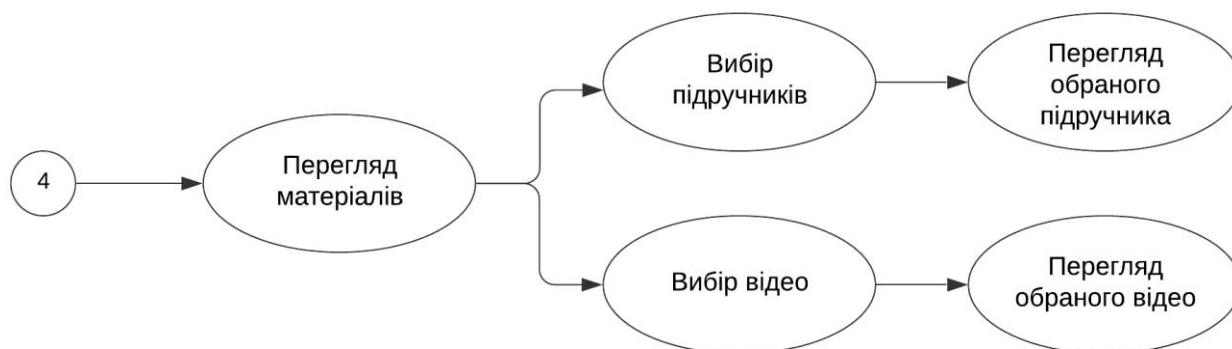 4
Перегляд
матеріалів
Вибір
підручників
Перегляд
обраного
підручника
Вибір відео
Перегляд
обраного відео